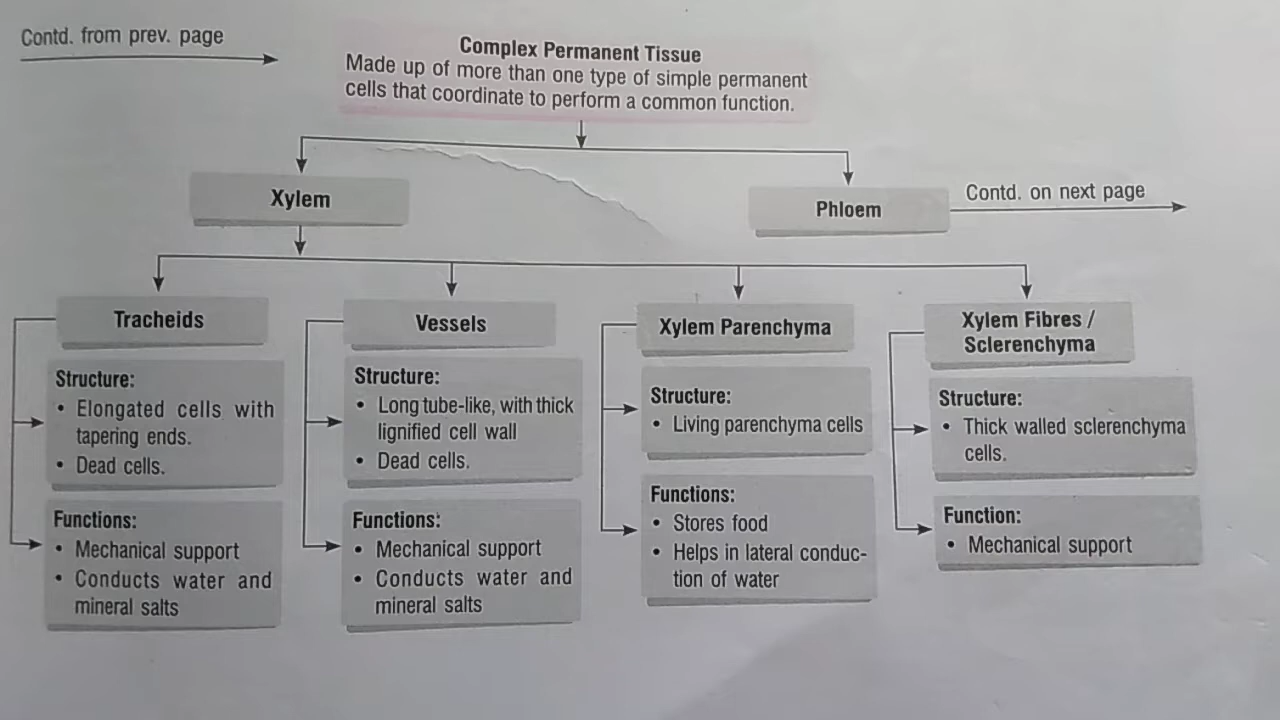 Contd. from prev. page
Complex Permanent Tissue
Made up of more than one type of simple permanent
cells that coordinate to perform a common function.
Xylem
Phloem
Contd. on next page
Tracheids
Structure:
• Elongated cells with
tapering ends.
• Dead cells.
Functions:
• Mechanical support
• Conducts water and
mineral salts
Vessels
Structure:
• Long tube-like, with thick
lignified cell wall
• Dead cells.
Functions:
• Mechanical support
• Conducts water and
mineral salts
Xylem Parenchyma
Structure:
• Living parenchyma cells
Functions:
• Stores food
• Helps in lateral conduc-
tion of water
Xylem Fibres /
Sclerenchyma
Structure:
• Thick walled sclerenchyma
cells.
Function:
• Mechanical support